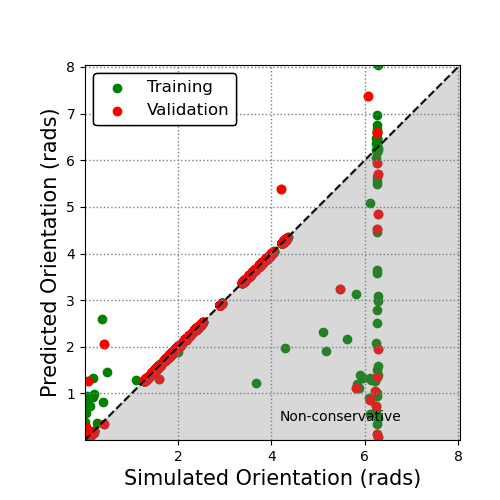 8
Training
Validation
7
6
5
4
3
2
1
Predicted Orientation (rads)
Non-conservative
2 4 6 8
Simulated Orientation (rads)